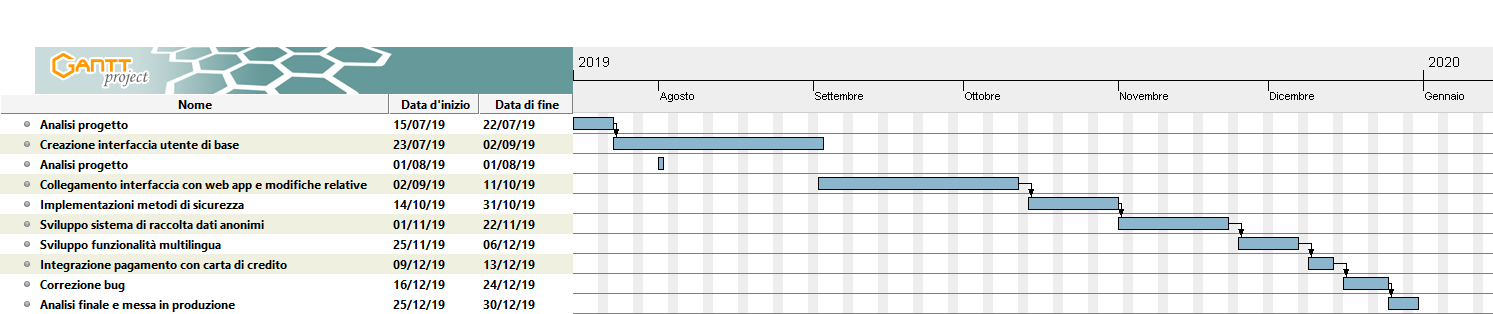 GANTT
project
2019
2020
Agosto
Settembre
Ottobre
Novembre
Dicembre
Gennaio
Nome Data d'inizio Data di fine
Analisi progetto 15/07/19 22/07/19
Creazione interfaccia utente di base 23/07/19 02/09/19
Analisi progetto 01/08/19 01/08/19
Collegamento interfaccia con web app e modifiche relative 02/09/19 11/10/19
Implementazioni metodi di sicurezza 14/10/19 31/10/19
Sviluppo sistema di raccolta dati anonimi 01/11/19 22/11/19
Sviluppo funzionalità multilingua 25/11/19 06/12/19
Integrazione pagamento con carta di credito 09/12/19 13/12/19
Correzione bug 16/12/19 24/12/19
Analisi finale e messa in produzione 25/12/19 30/12/19